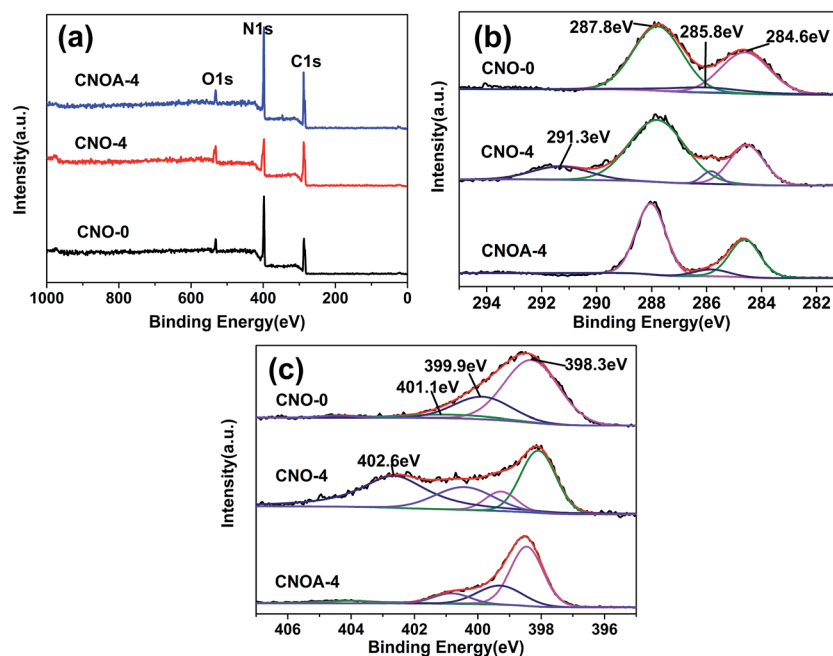 (a)
N1s
CNOA-4
O1s
C1s
CNO-4
CNO-0
Intensity(a.u.)
1000 800 600 400 200 0
Binding Energy(eV)
(b)
287.8eV
285.8eV
284.6eV
CNO-0
291.3eV
CNO-4
CNOA-4
Intensity(a.u.)
294 292 290 288 286 284 282
Binding Energy(eV)
(c)
399.9eV
398.3eV
401.1eV
CNO-0
402.6eV
CNO-4
CNOA-4
Intensity(a.u.)
406 404 402 400 398 396
Binding Energy(eV)